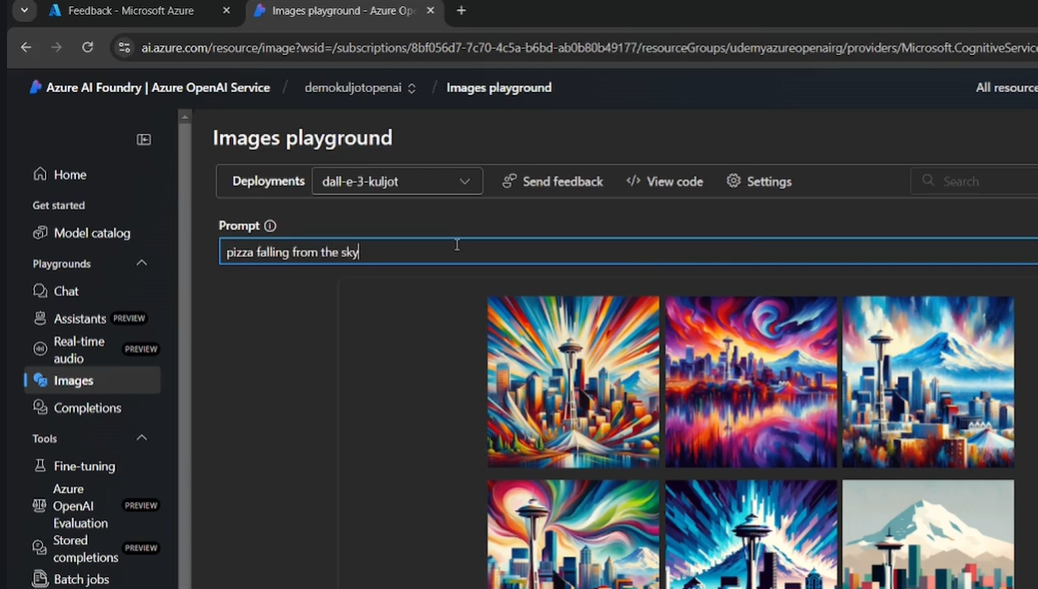 Feedback - Microsoft Azure
Images playground - Azure Op
ai.azure.com/resource/image?wsid=/subscriptions/8bf056d7-7c70-4c5a-b6bd-ab0b80b49177/resourceGroups/udemyazureopenairg/providers/Microsoft.CognitiveService
Azure AI Foundry | Azure OpenAI Service / demokuljotopenai / Images playground
All resource
Images playground
Home
Get started
Model catalog
Playgrounds
Chat
Assistants PREVIEW
Real-time
audio
PREVIEW
Images
Completions
Tools
Fine-tuning
Azure
OpenAI
Evaluation
PREVIEW
Stored
completions
PREVIEW
Batch jobs
Deployments dall-e-3-kuljot
Send feedback
</> View code
Settings
Search
Prompt
pizza falling from the sky